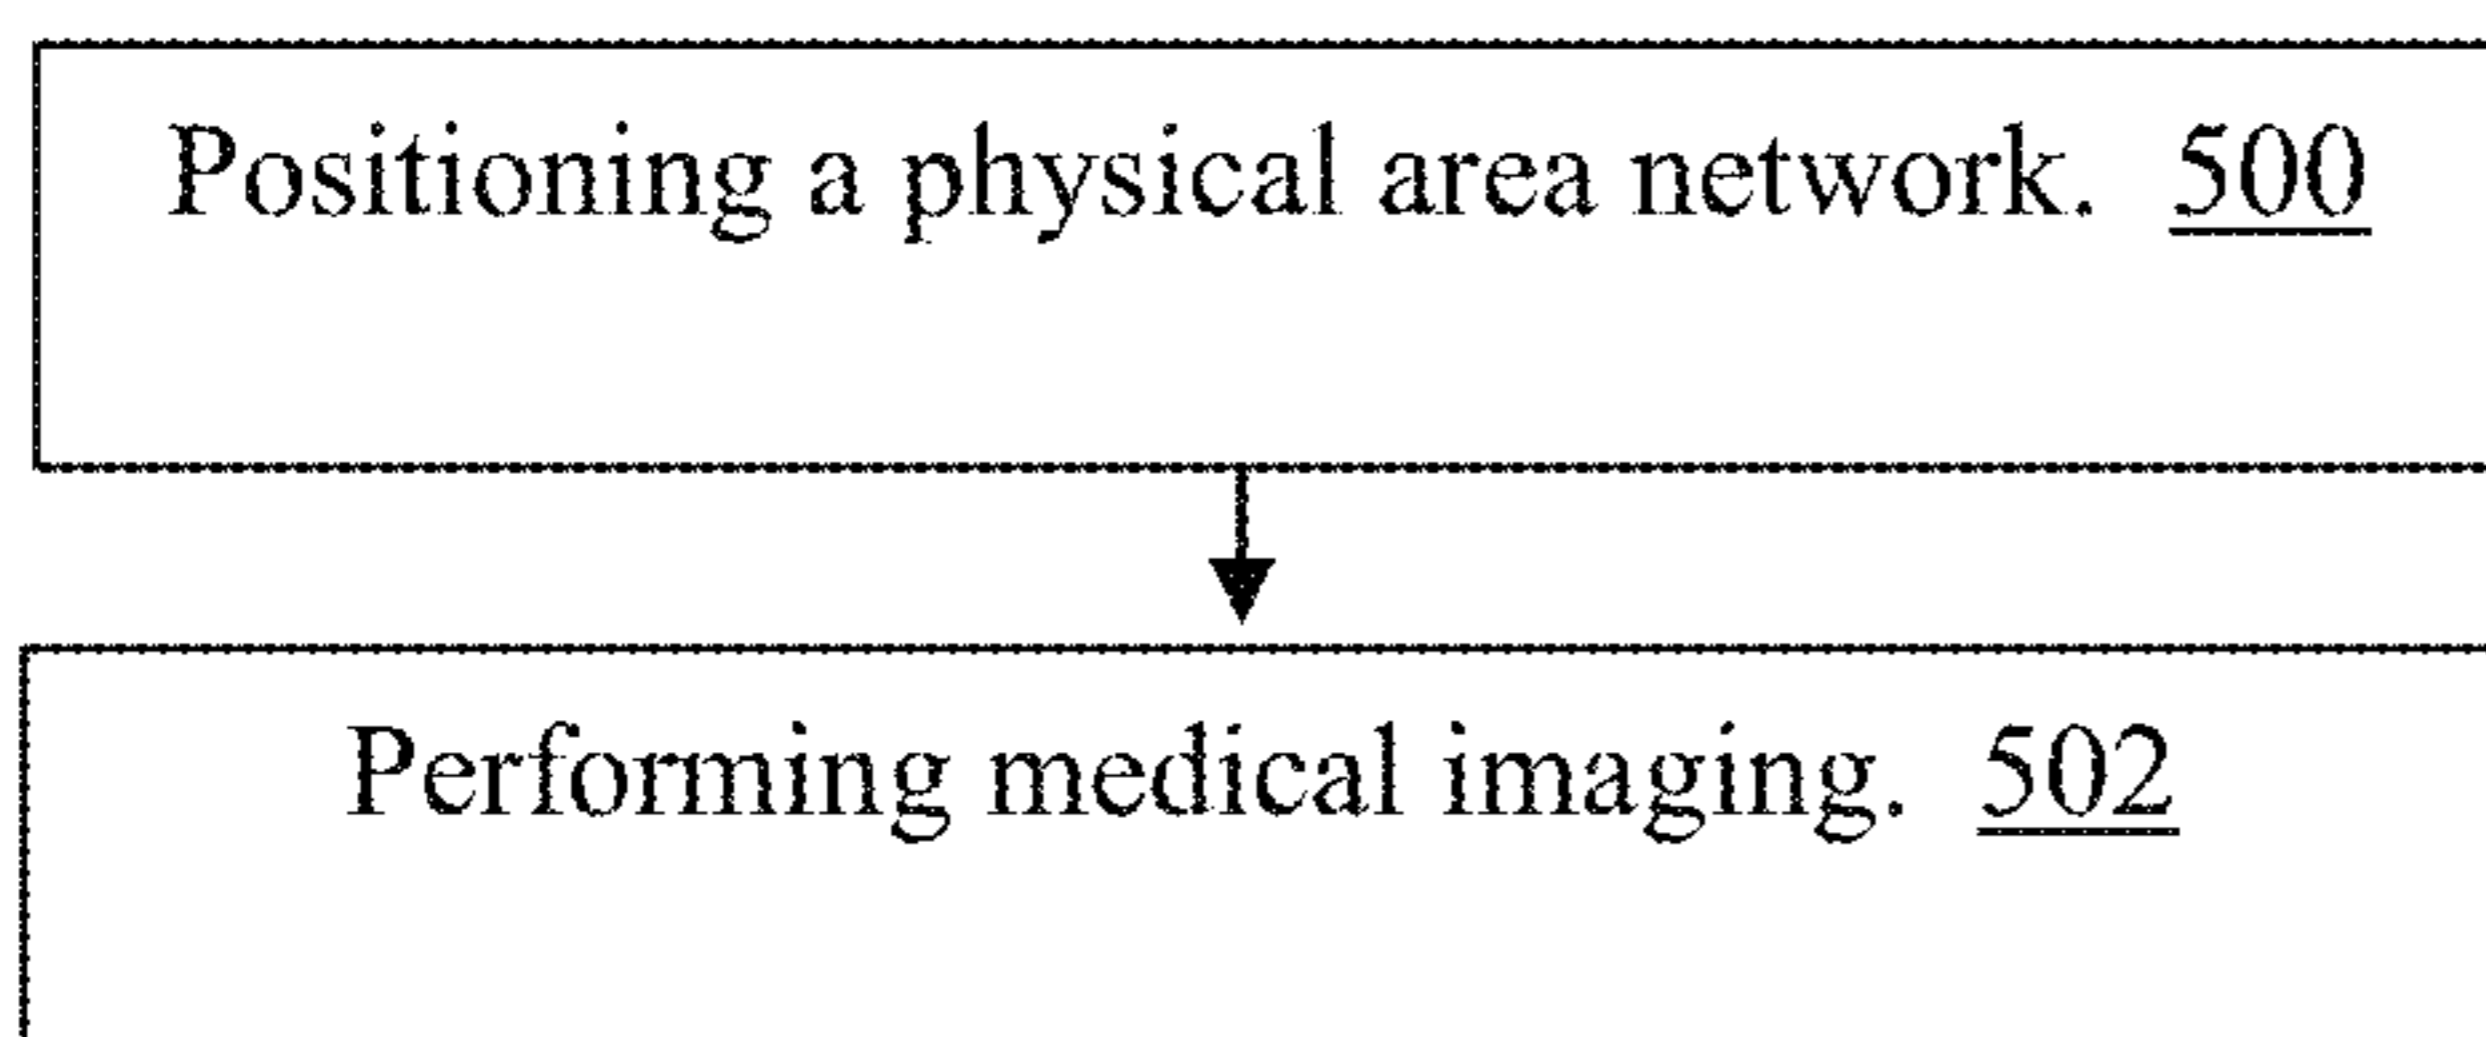 Positioning a physical area network. 500
Performing medical imaging. 502